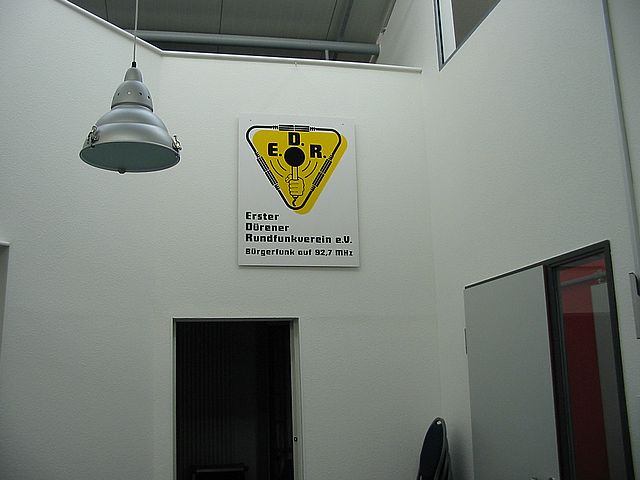 D.
E. R.
Erster
Dürener
Rundfunkverein e.V.
Bürgerfunk auf 92,7 MHz